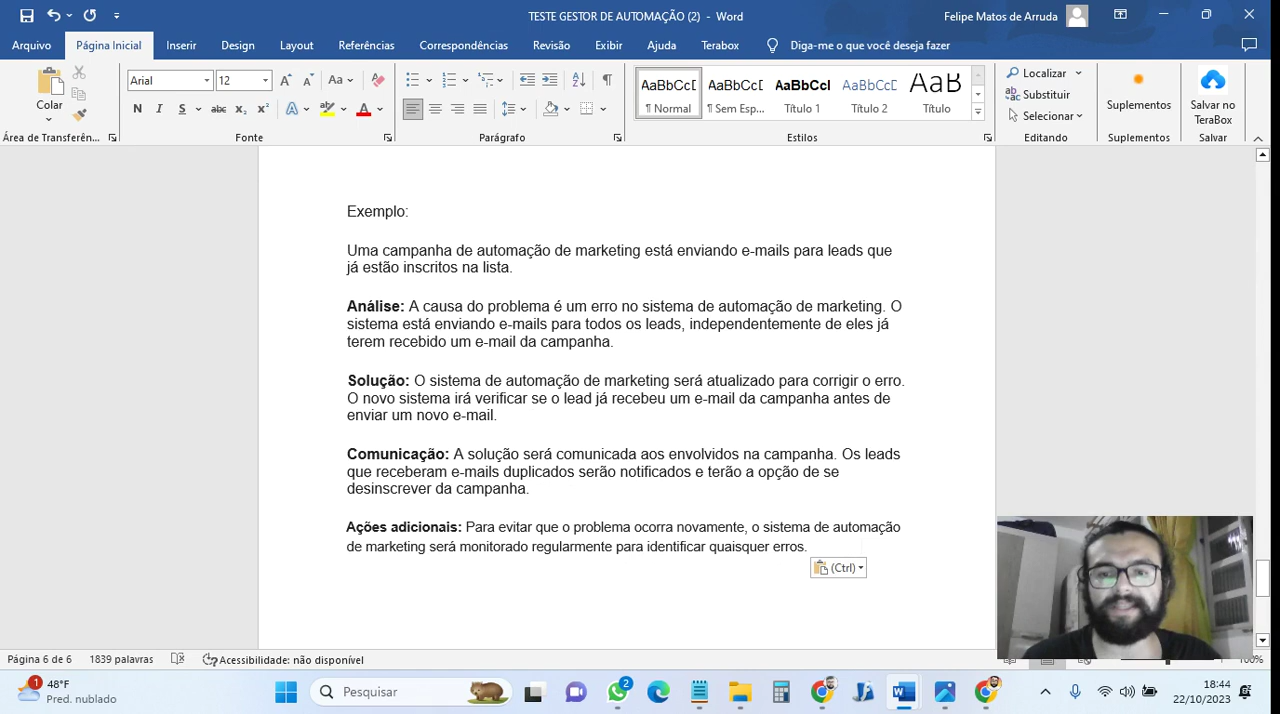 TESTE GESTOR DE AUTOMAÇÃO (2) - Word
Felipe Matos de Arruda
Arquivo Página Inicial Inserir Design Layout Referências Correspondências Revisão Exibir Ajuda Terabox Diga-me o que você deseja fazer
Colar
Área de Transferên...
Arial 12
Aa
N I S abc x₂ x² A A
Fonte
Parágrafo
AaBbCcD AaBbCcD AaBbCcI AaBbCcD AaB
¶ Normal ¶ Sem Esp... Título 1 Título 2 Título
Estilos
Localizar
Substituir
Selecionar
Editando
Suplementos
Suplementos
Salvar no
TeraBox
Salvar
Exemplo:
Uma campanha de automação de marketing está enviando e-mails para leads que
já estão inscritos na lista.
Análise: A causa do problema é um erro no sistema de automação de marketing. O
sistema está enviando e-mails para todos os leads, independentemente de eles já
terem recebido um e-mail da campanha.
Solução: O sistema de automação de marketing será atualizado para corrigir o erro.
O novo sistema irá verificar se o lead já recebeu um e-mail da campanha antes de
enviar um novo e-mail.
Comunicação: A solução será comunicada aos envolvidos na campanha. Os leads
que receberam e-mails duplicados serão notificados e terão a opção de se
desinscrever da campanha.
Ações adicionais: Para evitar que o problema ocorra novamente, o sistema de automação
de marketing será monitorado regularmente para identificar quaisquer erros.
(Ctrl)
Página 6 de 6 1839 palavras Acessibilidade: não disponível
100%
1
48°F
Pred. nublado
Pesquisar
2
18:44
22/10/2023